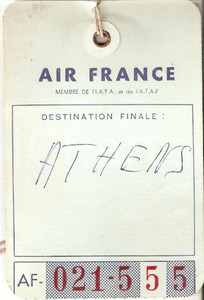 AIR FRANCE
MEMBRE DE l'I.A.T.A. et de l'A.T.A.F
DESTINATION FINALE :
ATHENS
AF-021-555